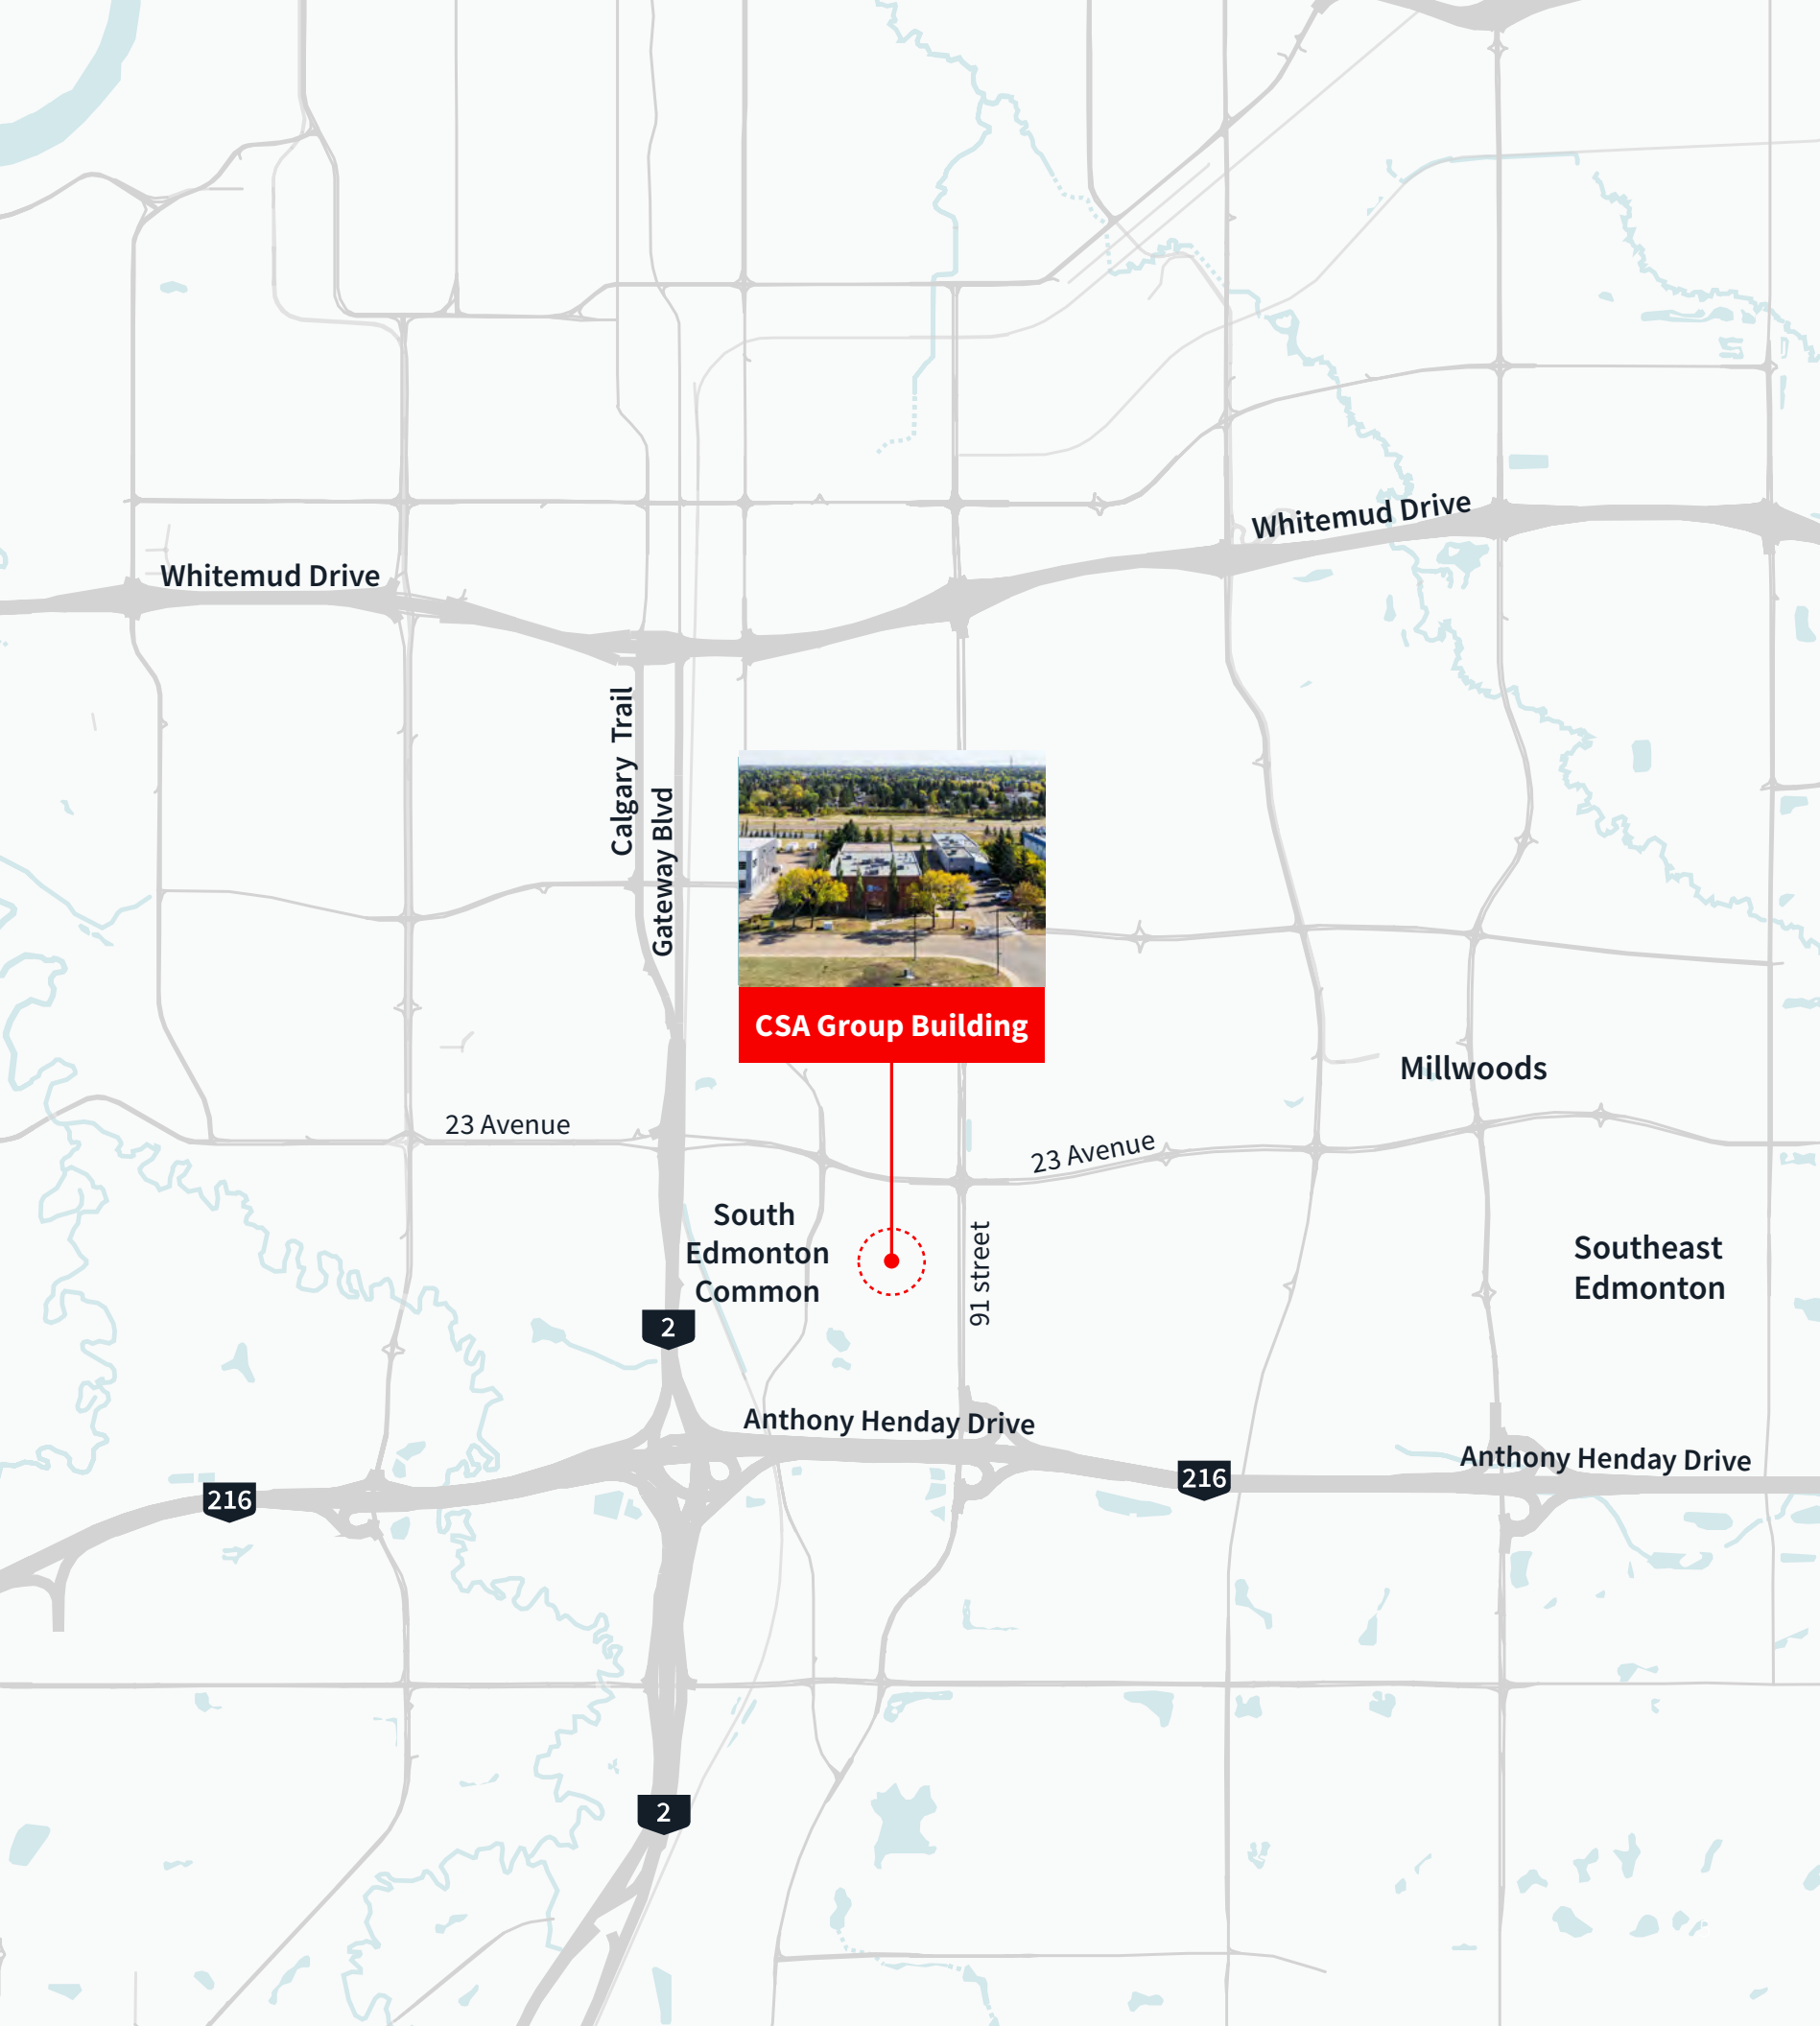 Whitemud Drive
Whitemud Drive
Calgary Trail
Gateway Blvd
CSA Group Building
Millwoods
23 Avenue
23 Avenue
South
Edmonton
Common
91 street
Southeast
Edmonton
2
Anthony Henday Drive
Anthony Henday Drive
216
216
2